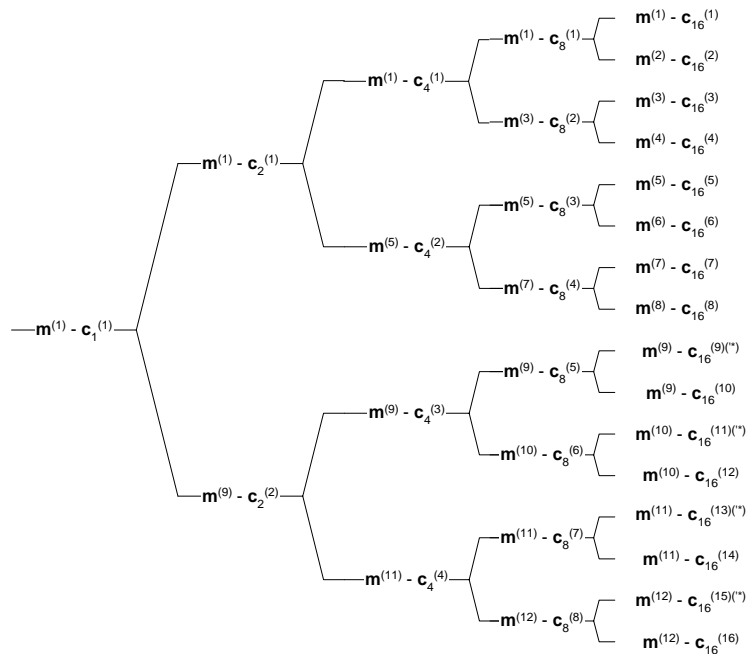 m(1) - c16(1)
m(1) - c8(1)
m(2) - c16(2)
m(1) - c4(1)
m(3) - c16(3)
m(3) - c8(2)
m(4) - c16(4)
m(1) - c2(1)
m(5) - c16(5)
m(5) - c8(3)
m(6) - c16(6)
m(5) - c4(2)
m(7) - c16(7)
m(7) - c8(4)
m(8) - c16(8)
m(1) - c1(1)
m(9) - c16(9)('*)
m(9) - c8(5)
m(9) - c16(10)
m(9) - c4(3)
m(10) - c16(11)('*)
m(10) - c8(6)
m(10) - c16(12)
m(9) - c2(2)
m(11) - c16(13)('*)
m(11) - c8(7)
m(11) - c16(14)
m(11) - c4(4)
m(12) - c16(15)('*)
m(12) - c8(8)
m(12) - c16(16)